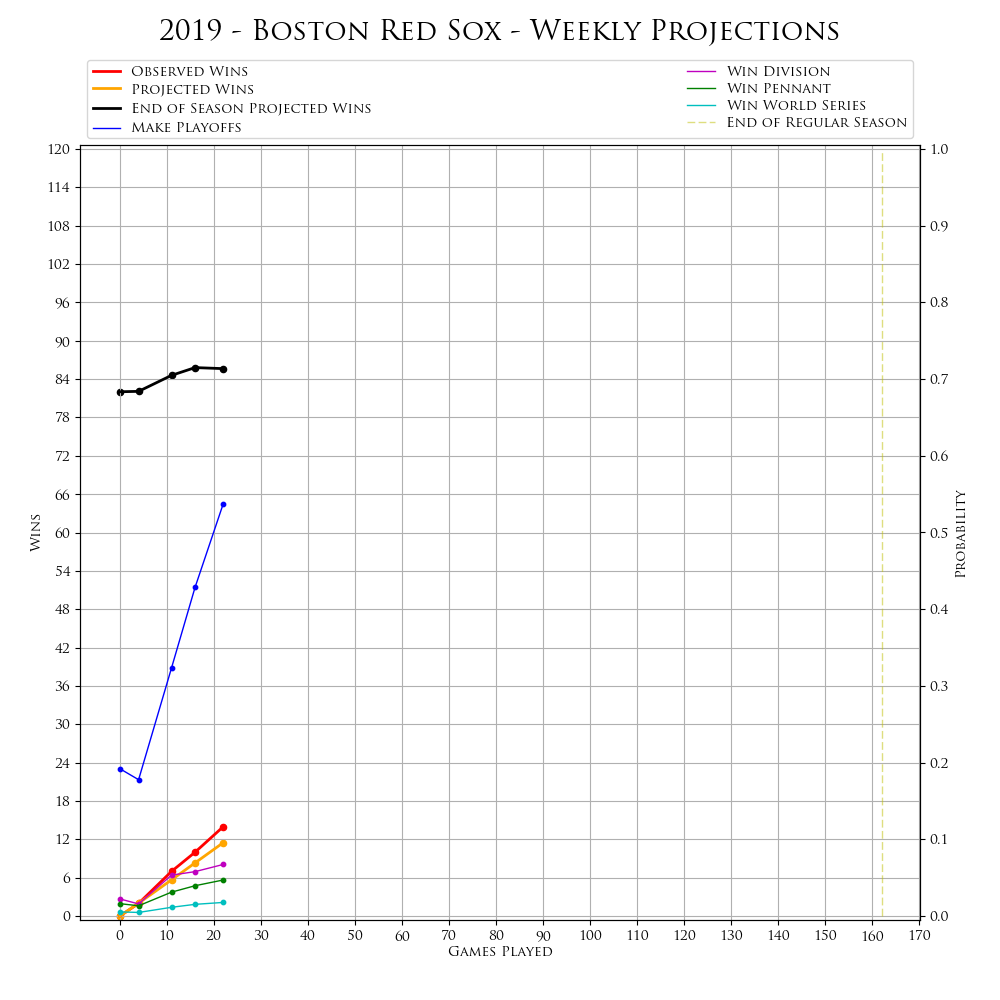 2019 - Boston Red Sox - Weekly Projections
Observed Wins
Projected Wins
End of Season Projected Wins
Make Playoffs
Win Division
Win Pennant
Win World Series
End of Regular Season
120
114
108
102
96
90
84
78
72
66
60
54
48
42
36
30
24
18
12
6
0
Wins
1.0
0.9
0.8
0.7
0.6
0.5
0.4
0.3
0.2
0.1
0.0
Probability
0 10 20 30 40 50 60 70 80 90 100 110 120 130 140 150 160 170
Games Played